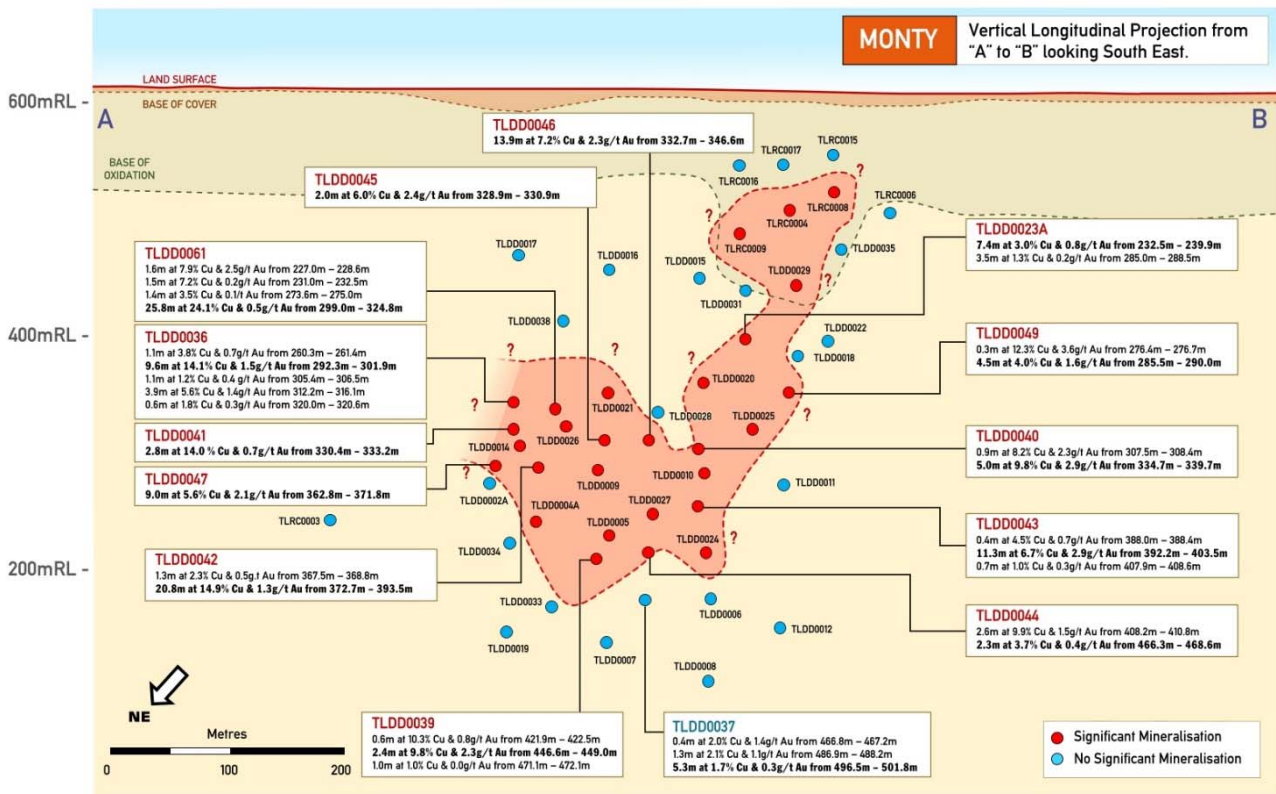 MONTY
Vertical Longitudinal Projection from
"A" to "B" looking South East.
LAND SURFACE
600mRL -
BASE OF COVER
A
B
TLDD0046
13.9m at 7.2% Cu & 2.3g/t Au from 332.7m – 346.6m
TLRC0017
TLRC0015
TLRC0016
BASE OF
OXIDATION
TLDD0045
2.0m at 6.0% Cu & 2.4g/t Au from 328.9m – 330.9m
?
TLRC0006
TLRC0008
TLRC0004
?
TLRC0009
TLDD0023A
7.4m at 3.0% Cu & 0.8g/t Au from 232.5m – 239.9m
3.5m at 1.3% Cu & 0.2g/t Au from 285.0m – 288.5m
TLDD0017
TLDD0016
TLDD0015
TLDD0035
TLDD0029
?
TLDD0031
TLDD0061
1.6m at 7.9% Cu & 2.5g/t Au from 227.0m – 228.6m
1.5m at 7.2% Cu & 0.2g/t Au from 231.0m – 232.5m
1.4m at 3.5% Cu & 0.1/t Au from 273.6m – 275.0m
25.8m at 24.1% Cu & 0.5g/t Au from 299.0m – 324.8m
TLDD0038
TLDD0022
TLDD0018
400mRL -
TLDD0036
1.1m at 3.8% Cu & 0.7g/t Au from 260.3m – 261.4m
9.6m at 14.1% Cu & 1.5g/t Au from 292.3m – 301.9m
1.1m at 1.2% Cu & 0.4 g/t Au from 305.4m – 306.5m
3.9m at 5.6% Cu & 1.4g/t Au from 312.2m – 316.1m
0.6m at 1.8% Cu & 0.3g/t Au from 320.0m – 320.6m
TLDD0049
0.3m at 12.3% Cu & 3.6g/t Au from 276.4m – 276.7m
4.5m at 4.0% Cu & 1.6g/t Au from 285.5m – 290.0m
?
?
?
?
?
TLDD0020
TLDD0021
TLDD0028
TLDD0025
TLDD0026
TLDD0041
2.8m at 14.0 % Cu & 0.7g/t Au from 330.4m – 333.2m
TLDD0014
TLDD0040
0.9m at 8.2% Cu & 2.3g/t Au from 307.5m – 308.4m
5.0m at 9.8% Cu & 2.9g/t Au from 334.7m – 339.7m
TLDD0047
9.0m at 5.6% Cu & 2.1g/t Au from 362.8m – 371.8m
?
TLDD0009
TLDD0010
TLDD0002A
TLDD0011
TLDD0004A
TLDD0027
TLRC0003
TLDD0005
TLDD0024
?
TLDD0034
TLDD0043
0.4m at 4.5% Cu & 0.7g/t Au from 388.0m – 388.4m
11.3m at 6.7% Cu & 2.9g/t Au from 392.2m – 403.5m
0.7m at 1.0% Cu & 0.3g/t Au from 407.9m – 408.6m
TLDD0042
1.3m at 2.3% Cu & 0.5g.t Au from 367.5m – 368.8m
20.8m at 14.9% Cu & 1.3g/t Au from 372.7m – 393.5m
200mRL -
TLDD0033
TLDD0006
TLDD0044
2.6m at 9.9% Cu & 1.5g/t Au from 408.2m – 410.8m
2.3m at 3.7% Cu & 0.4g/t Au from 466.3m – 468.6m
TLDD0012
TLDD0019
TLDD0007
TLDD0008
NE
TLDD0039
0.6m at 10.3% Cu & 0.8g/t Au from 421.9m – 422.5m
2.4m at 9.8% Cu & 2.3g/t Au from 446.6m – 449.0m
1.0m at 1.0% Cu & 0.0g/t Au from 471.1m – 472.1m
TLDD0037
0.4m at 2.0% Cu & 1.4g/t Au from 466.8m – 467.2m
1.3m at 2.1% Cu & 1.1g/t Au from 486.9m – 488.2m
5.3m at 1.7% Cu & 0.3g/t Au from 496.5m – 501.8m
Metres
0 100 200
Significant Mineralisation
No Significant Mineralisation